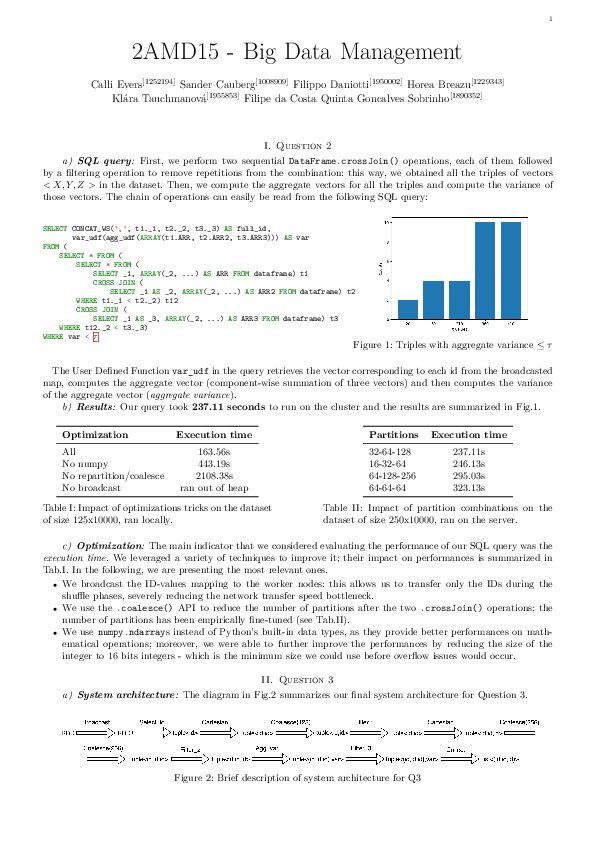 1
2AMD15 - Big Data Management
Calli Evers[1252194] Sander Cauberg[1008909] Filippo Daniotti[1950002] Horea Breazu[1229343]
Klára Tauchmanová[1955853] Filipe da Costa Quinta Goncalves Sobrinho[1890352]
I. Question 2
a) SQL query: First, we perform two sequential DataFrame.crossJoin() operations, each of them followed
by a filtering operation to remove repetitions from the combination: this way, we obtained all the triples of vectors
< X, Y, Z > in the dataset. Then, we compute the aggregate vectors for all the triples and compute the variance of
those vectors. The chain of operations can easily be read from the following SQL query:
SELECT CONCAT_WS(',', t1._1, t2._2, t3._3) AS full_id,
var_udf(agg_udf(ARRAY(t1.ARR, t2.ARR2, t3.ARR3))) AS var
FROM (
SELECT * FROM (
SELECT * FROM (
SELECT _1, ARRAY(_2, ...) AS ARR FROM dataframe) t1
CROSS JOIN (
SELECT _1 AS _2, ARRAY(_2, ...) AS ARR2 FROM dataframe) t2
WHERE t1._1 < t2._2) t12
CROSS JOIN (
SELECT _1 AS _3, ARRAY(_2, ...) AS ARR3 FROM dataframe) t3
WHERE t12._2 < t3._3)
WHERE var < τ
10
8
6
4
2
0
20
50
310
360
410
Figure 1: Triples with aggregate variance ≤ τ
The User Defined Function var_udf in the query retrieves the vector corresponding to each id from the broadcasted
map, computes the aggregate vector (component-wise summation of three vectors) and then computes the variance
of the aggregate vector (aggregate variance).
b) Results: Our query took 237.11 seconds to run on the cluster and the results are summarized in Fig.1.
Optimization Execution time
All 163.56s
No numpy 443.19s
No repartition/coalesce 2108.38s
No broadcast ran out of heap
Table I: Impact of optimizations tricks on the dataset
of size 125x10000, ran locally.
Partitions Execution time
32-64-128 237.11s
16-32-64 246.13s
64-128-256 295.03s
64-64-64 323.13s
Table II: Impact of partition combinations on the
dataset of size 250x10000, ran on the server.
c) Optimization: The main indicator that we considered evaluating the performance of our SQL query was the
execution time. We leveraged a variety of techniques to improve it; their impact on performances is summarized in
Tab.I. In the following, we are presenting the most relevant ones.
• We broadcast the ID-values mapping to the worker nodes: this allows us to transfer only the IDs during the
shuffle phases, severely reducing the network transfer speed bottleneck.
• We use the .coalesce() API to reduce the number of partitions after the two .crossJoin() operations; the
number of partitions has been empirically fine-tuned (see Tab.II).
• We use numpy.ndarrays instead of Python's built-in data types, as they provide better performances on math-
ematical operations; moreover, we were able to further improve the performances by reducing the size of the
integer to 16 bits integers - which is the minimum size we could use before overflow issues would occur.
II. Question 3
a) System architecture: The diagram in Fig.2 summarizes our final system architecture for Question 3.
Broadcast Cartesian Filter Cartesian Coalesce(256)
Coalesce(256) Filter_2 Agg_var
Figure 2: Brief description of system architecture for Q3